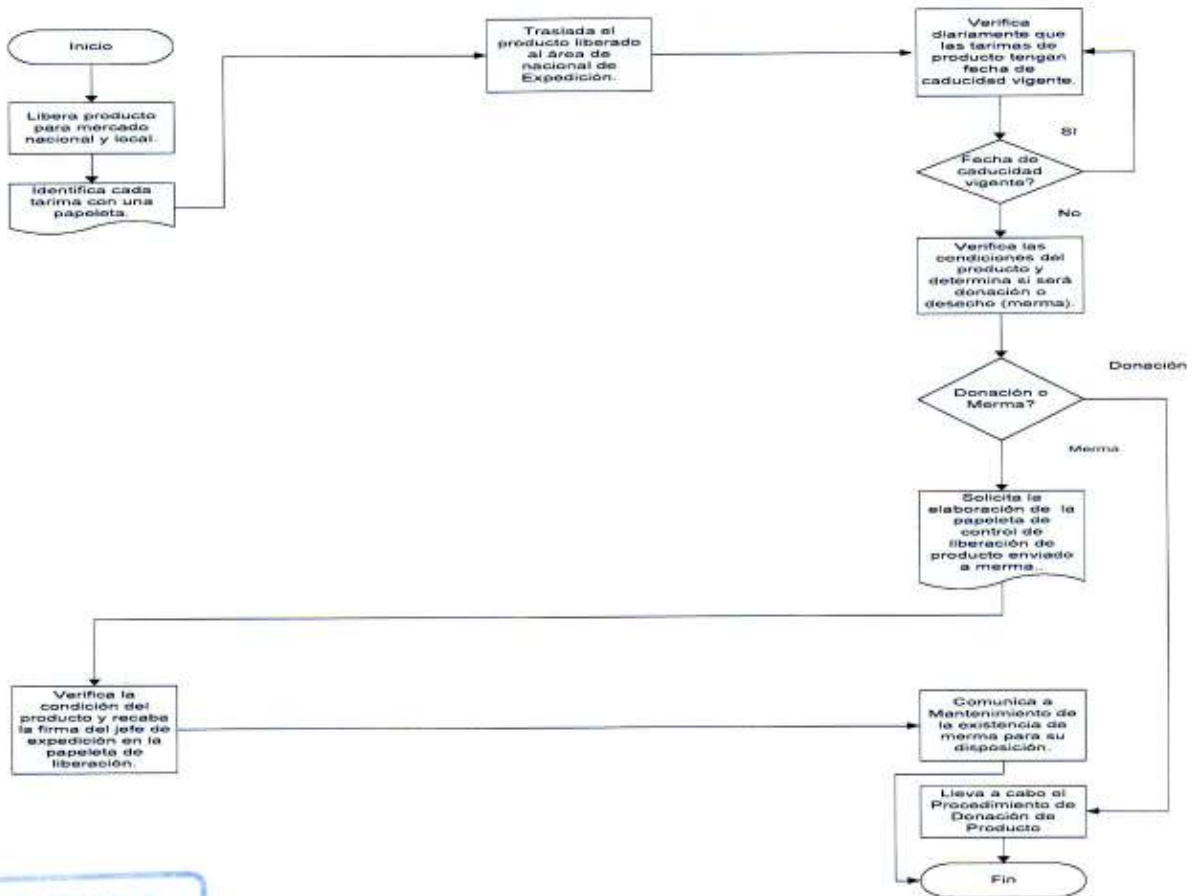 Inicio
Libera producto
para mercado
nacional y local.
Identifica cada
tarima con una
papeleta.
Traslada el
producto liberado
al área de
nacional de
Expedición.
Verifica
diariamente que
las tarimas de
producto tengan
fecha de
caducidad vigente.
SI
Fecha de
caducidad
vigente?
No
Verifica las
condiciones del
producto y
determina si será
donación o
desecho (merma).
Donación
Donación o
Merma?
Merma
Solicita la
elaboración de la
papeleta de
control de
liberación de
producto enviado
a merma..
Verifica la
condición del
producto y recaba
la firma del jefe de
expedición en la
papeleta de
liberación.
Comunica a
Mantenimiento de
la existencia de
merma para su
disposición.
Lleva a cabo el
Procedimiento de
Donación de
Producto
Fin